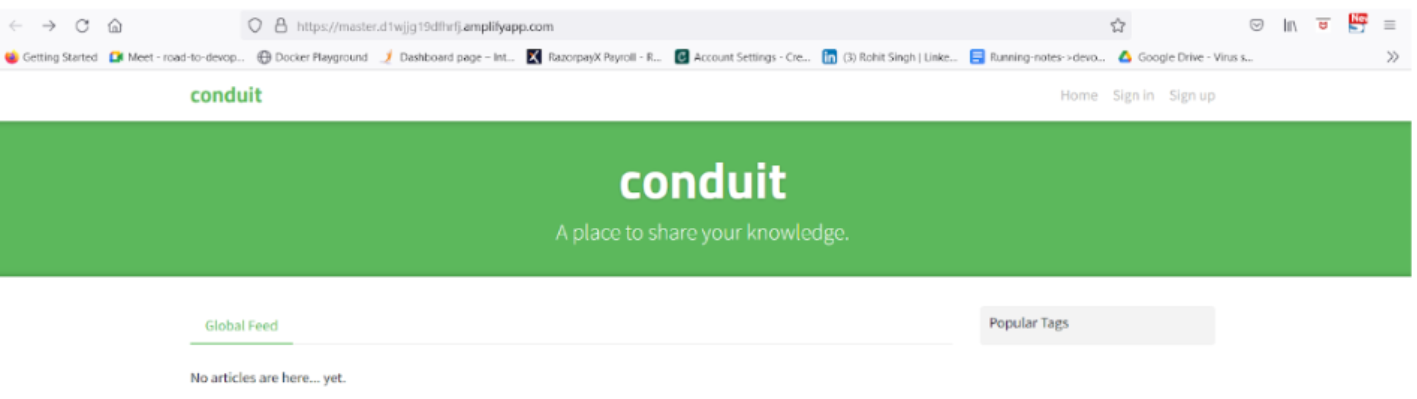 https://master.d1wjjg19dfhrfj.amplifyapp.com
New
Getting Started Meet - road-to-devop... Docker Playground Dashboard page – Int... RazorpayX Payroll - R... Account Settings - Cre... (3) Rohit Singh | Linke... Running-notes->devo... Google Drive - Virus s...
conduit Home Sign in Sign up
conduit
A place to share your knowledge.
Global Feed
Popular Tags
No articles are here... yet.